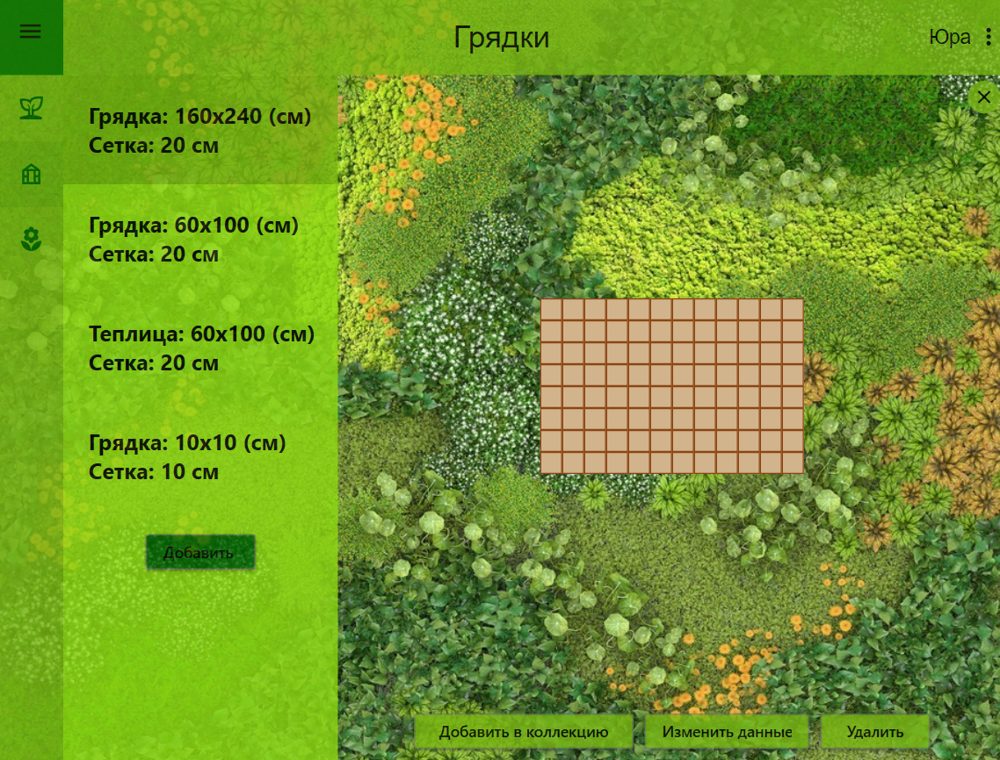 Грядки
Юра
Грядка: 160x240 (см)
Сетка: 20 см
Грядка: 60x100 (см)
Сетка: 20 см
Теплица: 60x100 (см)
Сетка: 20 см
Грядка: 10x10 (см)
Сетка: 10 см
Добавить
Добавить в коллекцию
Изменить данные
Удалить